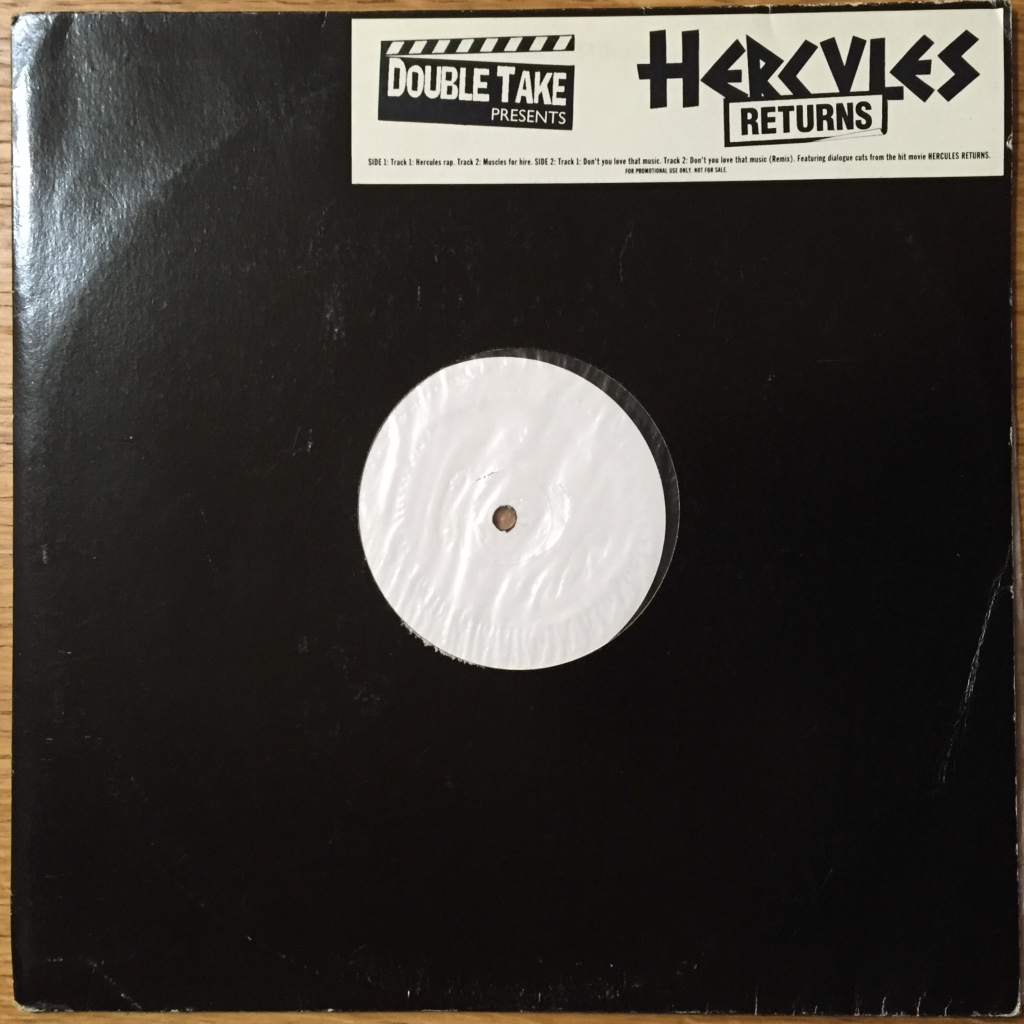 DOUBLE TAKE
PRESENTS
HERCVLES
RETURNS
SIDE 1: Track 1: Hercules rap. Track 2: Muscles for hire. SIDE 2: Track 1: Don't you love that music. Track 2: Don't you love that music (Remix). Featuring dialogue cuts from the hit movie HERCULES RETURNS.
FOR PROMOTIONAL USE ONLY. NOT FOR SALE